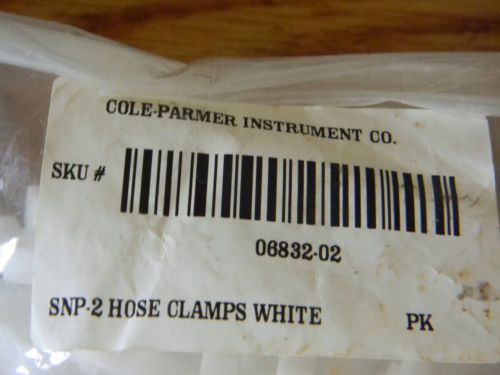 COLE-PARMER INSTRUMENT CO.
SKU #
06832-02
SNP-2 HOSE CLAMPS WHITE PK